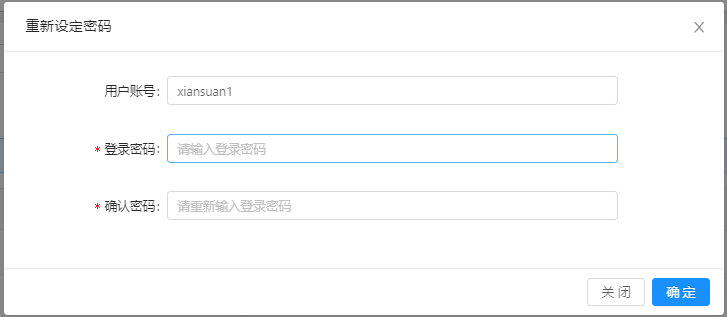 重新设定密码
用户账号: xiansuan1
* 登录密码: 请输入登录密码
* 确认密码: 请重新输入登录密码
关 闭 确 定